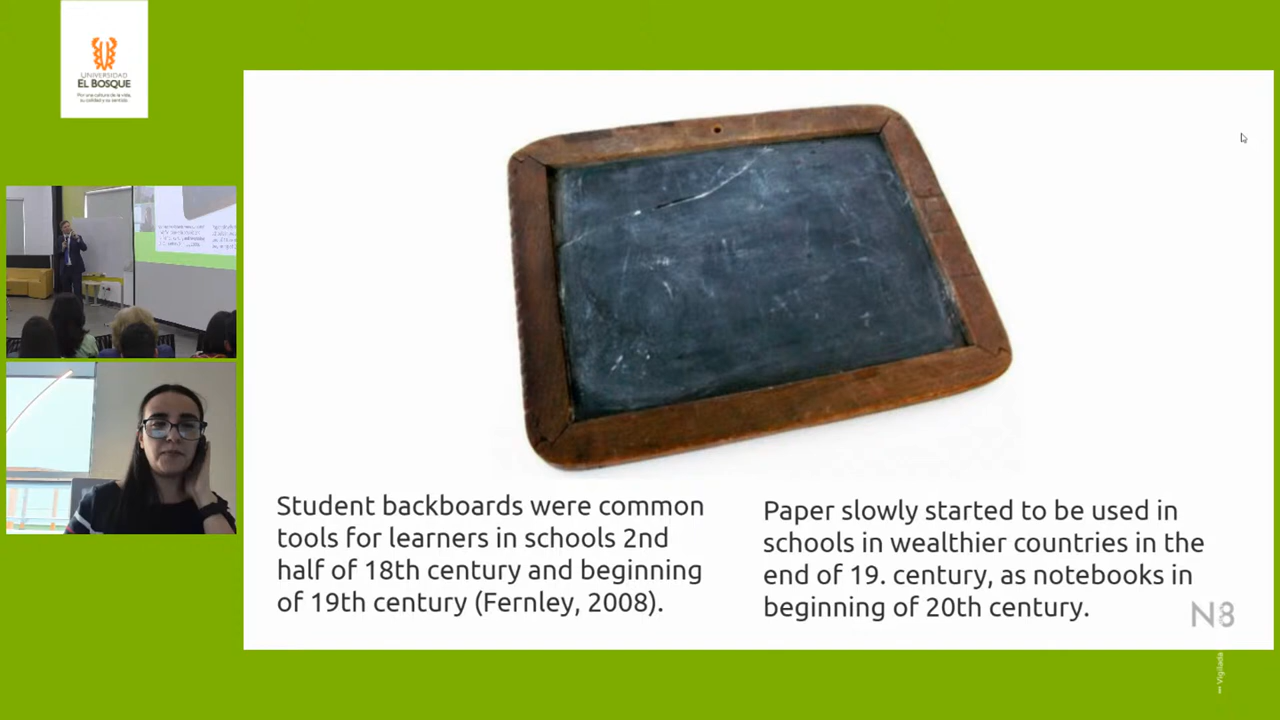 UNIVERSIDAD
EL BOSQUE
Por una cultura de la vida,
su calidad y su sentido.
Student backboards were common
tools for learners in schools 2nd
half of 18th century and beginning
of 19th century (Fernley, 2008).
Paper slowly started to be used in
schools in wealthier countries in the
end of 19. century, as notebooks in
beginning of 20th century.
N8
Vigilada